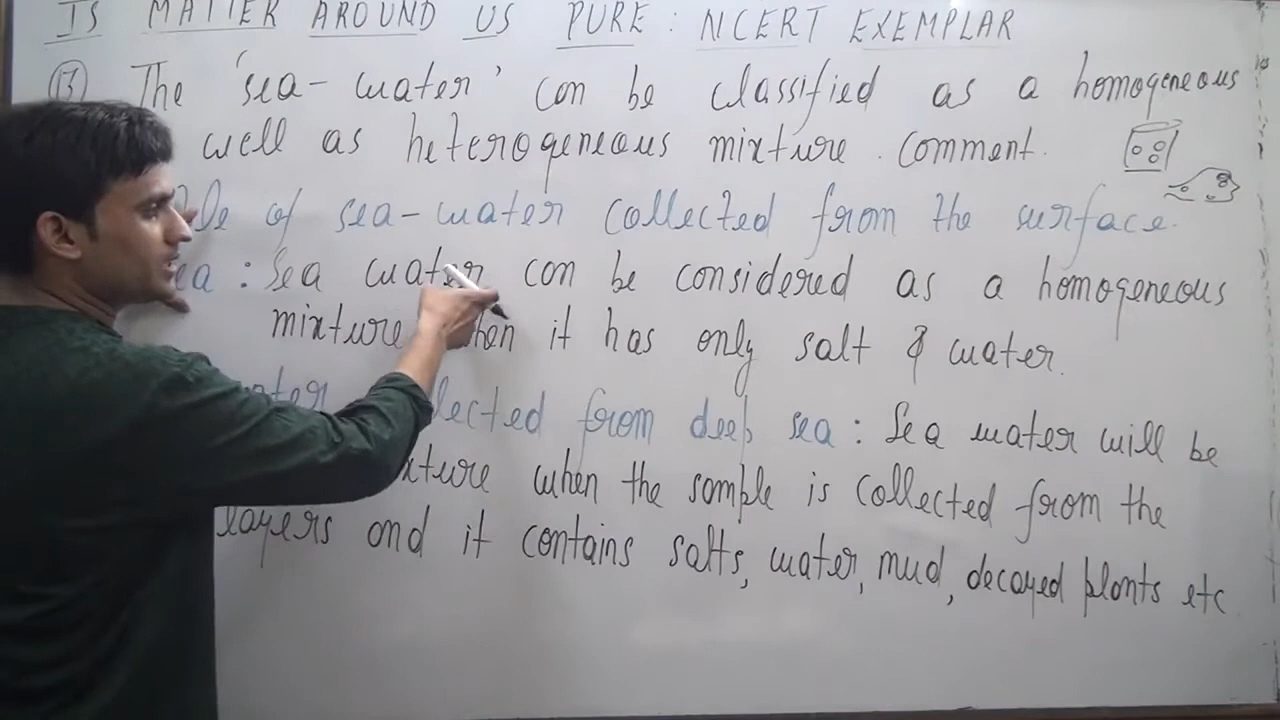 IS MATTER AROUND US PURE : NCERT EXEMPLAR
13 The 'sea-water' can be classified as a homogeneous
well as heterogeneous mixture. Comment.
of sea-water collected from the surface.
: Sea water can be considered as a homogeneous
mixture when it has only salt & water.
collected from deep sea : Sea water will be
when the sample is collected from the
layers and it contains salts, water, mud, decayed plants etc